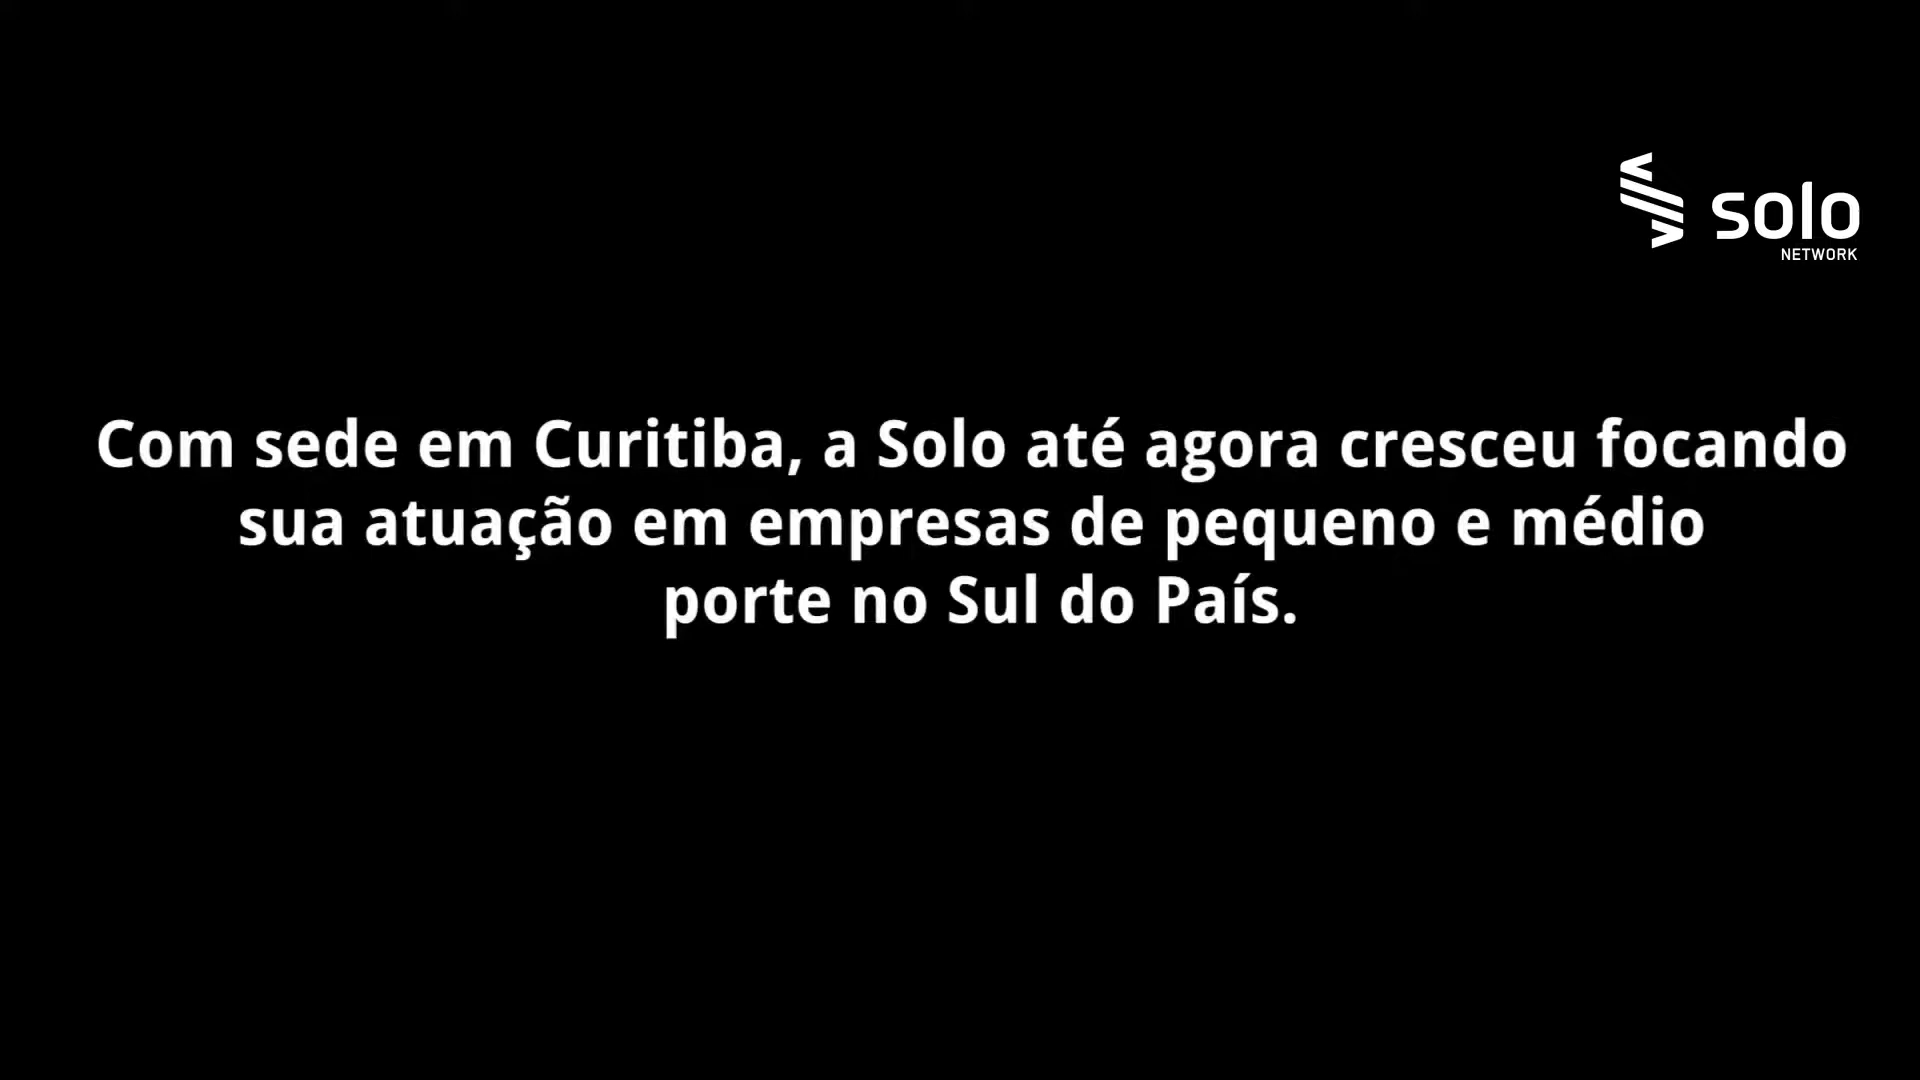 solo
NETWORK
Com sede em Curitiba, a Solo até agora cresceu focando
sua atuação em empresas de pequeno e médio
porte no Sul do País.